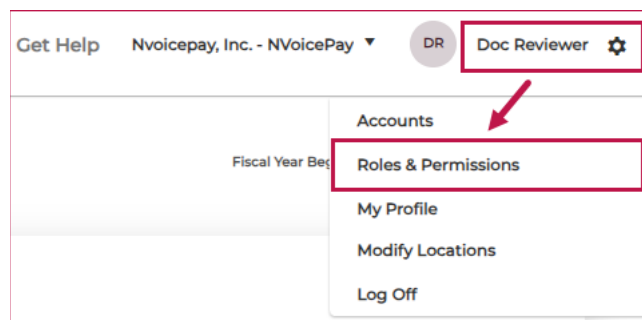 Get Help Nvoicepay, Inc. - NVoicePay DR Doc Reviewer
Accounts
Fiscal Year Beg
Roles & Permissions
My Profile
Modify Locations
Log Off